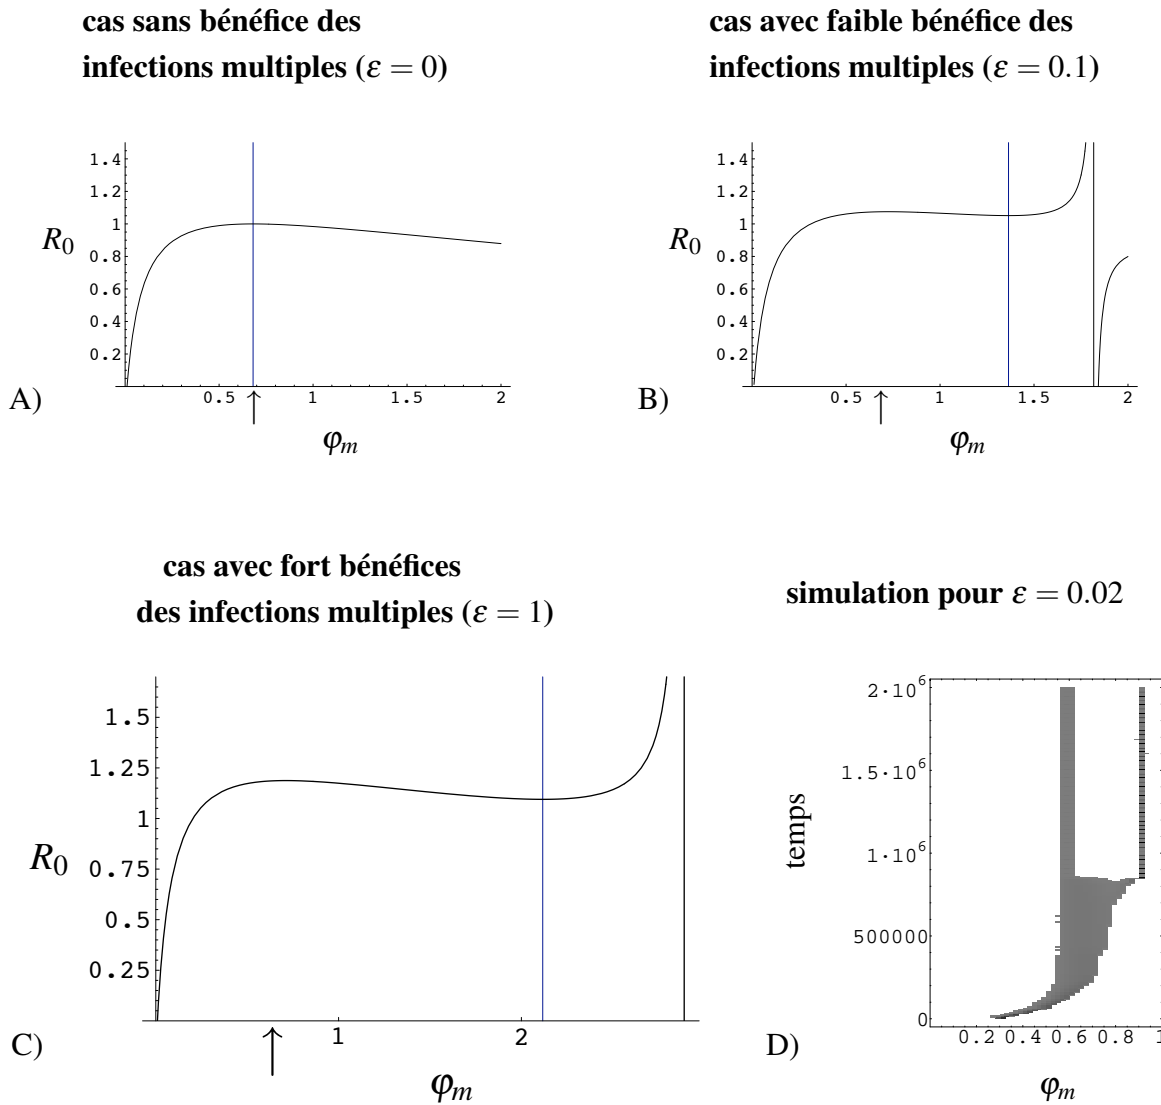 cas sans bénéfice des
infections multiples (ε = 0)
cas avec faible bénéfice des
infections multiples (ε = 0.1)
1.4
1.2
1
0.8
0.6
0.4
0.2
R0
0.5 1 1.5 2
A)
φm
1.4
1.2
1
0.8
0.6
0.4
0.2
R0
0.5 1 1.5 2
B)
φm
cas avec fort bénéfices
des infections multiples (ε = 1)
simulation pour ε = 0.02
1.5
1.25
1
0.75
0.5
0.25
R0
1 2
C)
φm
2·10^6
1.5·10^6
1·10^6
500000
0
temps
0.2 0.4 0.6 0.8 1
D)
φm